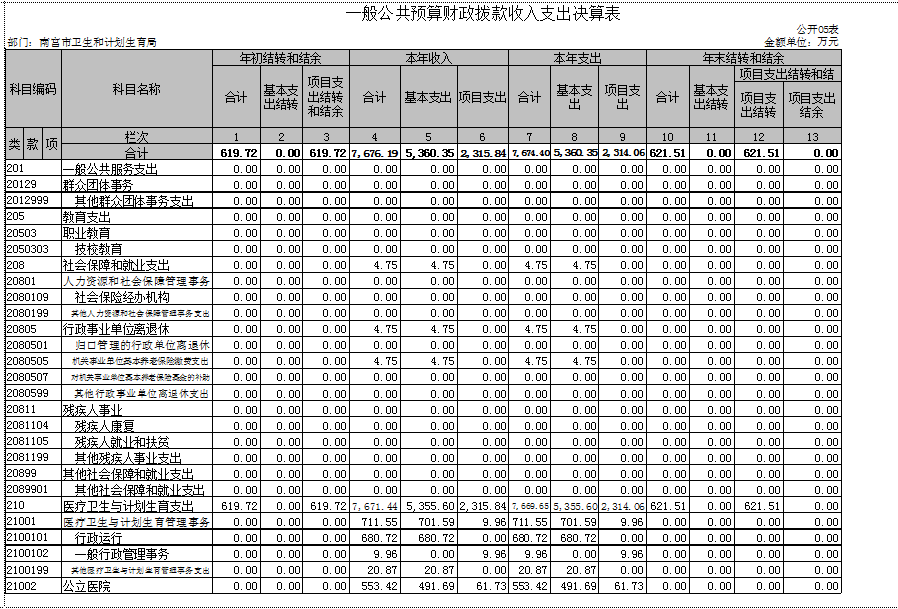 一般公共预算财政拨款收入支出决算表
公开05表
部门：南宫市卫生和计划生育局 金额单位：万元
科目编码 科目名称 年初结转和结余 本年收入 本年支出 年末结转和结余
合计 基本支出结转 项目支出结转和结余 合计 基本支出 项目支出 合计 基本支出 项目支出 合计 基本支出结转 项目支出结转和结
项目支出结转 项目支出结余
类 款 项 栏次 1 2 3 4 5 6 7 8 9 10 11 12 13
合计 619.72 0.00 619.72 7,676.19 5,360.35 2,315.84 7,674.40 5,360.35 2,314.06 621.51 0.00 621.51 0.00
201 一般公共服务支出 0.00 0.00 0.00 0.00 0.00 0.00 0.00 0.00 0.00 0.00 0.00 0.00 0.00
20129 群众团体事务 0.00 0.00 0.00 0.00 0.00 0.00 0.00 0.00 0.00 0.00 0.00 0.00 0.00
2012999 其他群众团体事务支出 0.00 0.00 0.00 0.00 0.00 0.00 0.00 0.00 0.00 0.00 0.00 0.00 0.00
205 教育支出 0.00 0.00 0.00 0.00 0.00 0.00 0.00 0.00 0.00 0.00 0.00 0.00 0.00
20503 职业教育 0.00 0.00 0.00 0.00 0.00 0.00 0.00 0.00 0.00 0.00 0.00 0.00 0.00
2050303 技校教育 0.00 0.00 0.00 0.00 0.00 0.00 0.00 0.00 0.00 0.00 0.00 0.00 0.00
208 社会保障和就业支出 0.00 0.00 0.00 4.75 4.75 0.00 4.75 4.75 0.00 0.00 0.00 0.00 0.00
20801 人力资源和社会保障管理事务 0.00 0.00 0.00 0.00 0.00 0.00 0.00 0.00 0.00 0.00 0.00 0.00 0.00
2080109 社会保险经办机构 0.00 0.00 0.00 0.00 0.00 0.00 0.00 0.00 0.00 0.00 0.00 0.00 0.00
2080199 其他人力资源和社会保障管理事务支出 0.00 0.00 0.00 0.00 0.00 0.00 0.00 0.00 0.00 0.00 0.00 0.00 0.00
20805 行政事业单位离退休 0.00 0.00 0.00 4.75 4.75 0.00 4.75 4.75 0.00 0.00 0.00 0.00 0.00
2080501 归口管理的行政单位离退休 0.00 0.00 0.00 0.00 0.00 0.00 0.00 0.00 0.00 0.00 0.00 0.00 0.00
2080505 机关事业单位基本养老保险缴费支出 0.00 0.00 0.00 4.75 4.75 0.00 4.75 4.75 0.00 0.00 0.00 0.00 0.00
2080507 对机关事业单位基本养老保险基金的补助 0.00 0.00 0.00 0.00 0.00 0.00 0.00 0.00 0.00 0.00 0.00 0.00 0.00
2080599 其他行政事业单位离退休支出 0.00 0.00 0.00 0.00 0.00 0.00 0.00 0.00 0.00 0.00 0.00 0.00 0.00
20811 残疾人事业 0.00 0.00 0.00 0.00 0.00 0.00 0.00 0.00 0.00 0.00 0.00 0.00 0.00
2081104 残疾人康复 0.00 0.00 0.00 0.00 0.00 0.00 0.00 0.00 0.00 0.00 0.00 0.00 0.00
2081105 残疾人就业和扶贫 0.00 0.00 0.00 0.00 0.00 0.00 0.00 0.00 0.00 0.00 0.00 0.00 0.00
2081199 其他残疾人事业支出 0.00 0.00 0.00 0.00 0.00 0.00 0.00 0.00 0.00 0.00 0.00 0.00 0.00
20899 其他社会保障和就业支出 0.00 0.00 0.00 0.00 0.00 0.00 0.00 0.00 0.00 0.00 0.00 0.00 0.00
2089901 其他社会保障和就业支出 0.00 0.00 0.00 0.00 0.00 0.00 0.00 0.00 0.00 0.00 0.00 0.00 0.00
210 医疗卫生与计划生育支出 619.72 0.00 619.72 7,671.44 5,355.60 2,315.84 7,669.65 5,355.60 2,314.06 621.51 0.00 621.51 0.00
21001 医疗卫生与计划生育管理事务 0.00 0.00 0.00 711.55 701.59 9.96 711.55 701.59 9.96 0.00 0.00 0.00 0.00
2100101 行政运行 0.00 0.00 0.00 680.72 680.72 0.00 680.72 680.72 0.00 0.00 0.00 0.00 0.00
2100102 一般行政管理事务 0.00 0.00 0.00 9.96 0.00 9.96 9.96 0.00 9.96 0.00 0.00 0.00 0.00
2100199 其他医疗卫生与计划生育管理事务支出 0.00 0.00 0.00 20.87 20.87 0.00 20.87 20.87 0.00 0.00 0.00 0.00 0.00
21002 公立医院 0.00 0.00 0.00 553.42 491.69 61.73 553.42 491.69 61.73 0.00 0.00 0.00 0.00